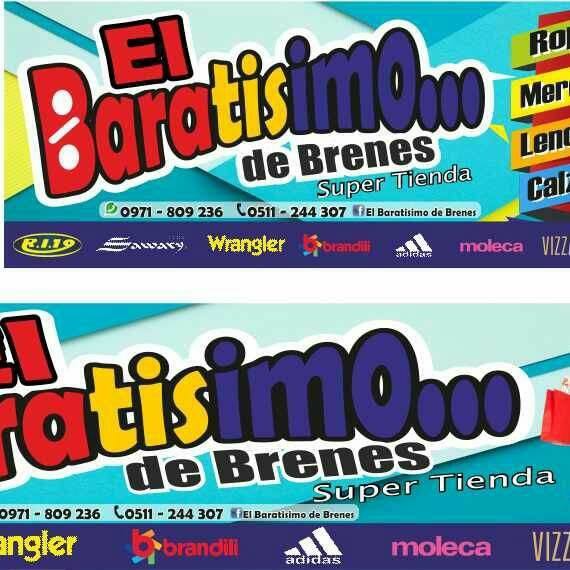 El
Baratisimo...
de Brenes
Super Tienda
0971 - 809 236 0511 - 244 307 El Baratisimo de Brenes
R.I.19 Sawary Wrangler brandili adidas moleca
El
tisimo...
de Brenes
Super Tienda
0971 - 809 236 0511 - 244 307 El Baratisimo de Brenes
brandili adidas moleca